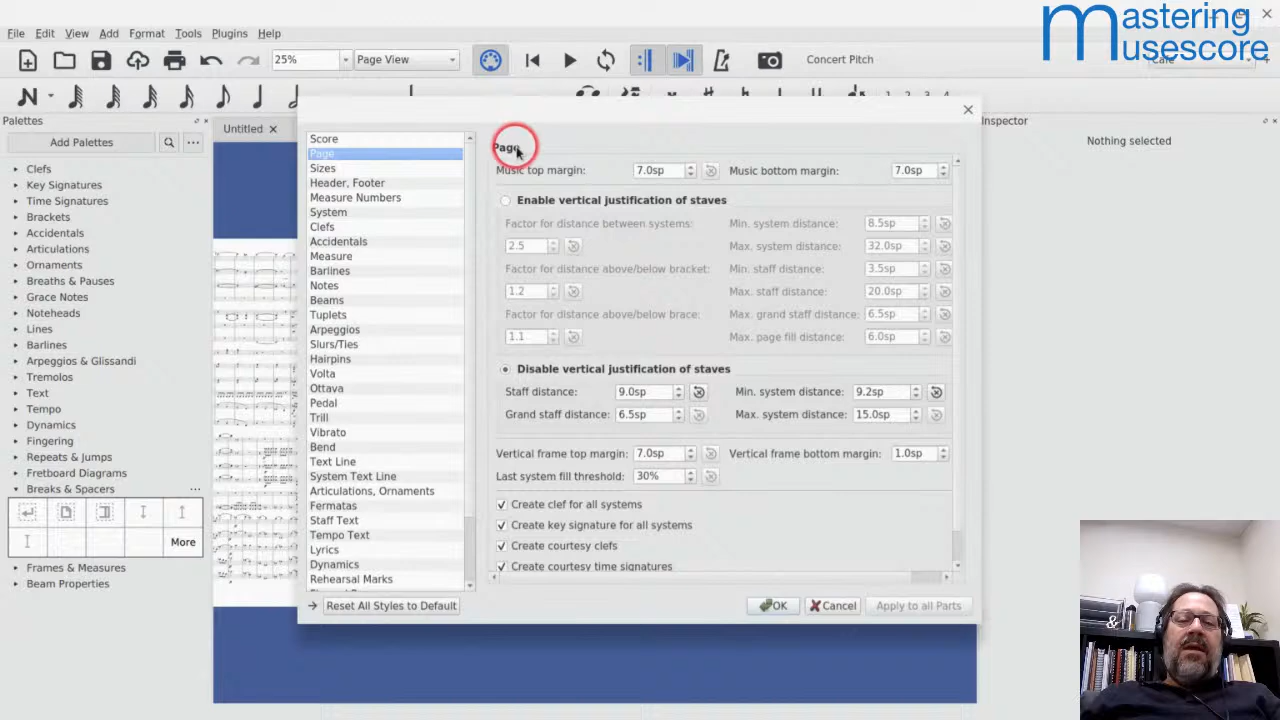 mastering
musescore
File Edit View Add Format Tools Plugins Help
25% Page View Concert Pitch
1 2 3 4
Palettes
Add Palettes
Clefs
Key Signatures
Time Signatures
Brackets
Accidentals
Articulations
Ornaments
Breaths & Pauses
Grace Notes
Noteheads
Lines
Barlines
Arpeggios & Glissandi
Tremolos
Text
Tempo
Dynamics
Fingering
Repeats & Jumps
Fretboard Diagrams
Breaks & Spacers
More
Frames & Measures
Beam Properties
Untitled
Score
Page
Sizes
Header, Footer
Measure Numbers
System
Clefs
Accidentals
Measure
Barlines
Notes
Beams
Tuplets
Arpeggios
Slurs/Ties
Hairpins
Volta
Ottava
Pedal
Trill
Vibrato
Bend
Text Line
System Text Line
Articulations, Ornaments
Fermatas
Staff Text
Tempo Text
Lyrics
Dynamics
Rehearsal Marks
Reset All Styles to Default
Page
Music top margin: 7.0sp Music bottom margin: 7.0sp
Enable vertical justification of staves
Factor for distance between systems: Min. system distance: 8.5sp
2.5 Max. system distance: 32.0sp
Factor for distance above/below bracket: Min. staff distance: 3.5sp
1.2 Max. staff distance: 20.0sp
Factor for distance above/below brace: Max. grand staff distance: 6.5sp
1.1 Max. page fill distance: 6.0sp
Disable vertical justification of staves
Staff distance: 9.0sp Min. system distance: 9.2sp
Grand staff distance: 6.5sp Max. system distance: 15.0sp
Vertical frame top margin: 7.0sp Vertical frame bottom margin: 1.0sp
Last system fill threshold: 30%
Create clef for all systems
Create key signature for all systems
Create courtesy clefs
Create courtesy time signatures
OK Cancel Apply to all Parts
Inspector
Nothing selected
&